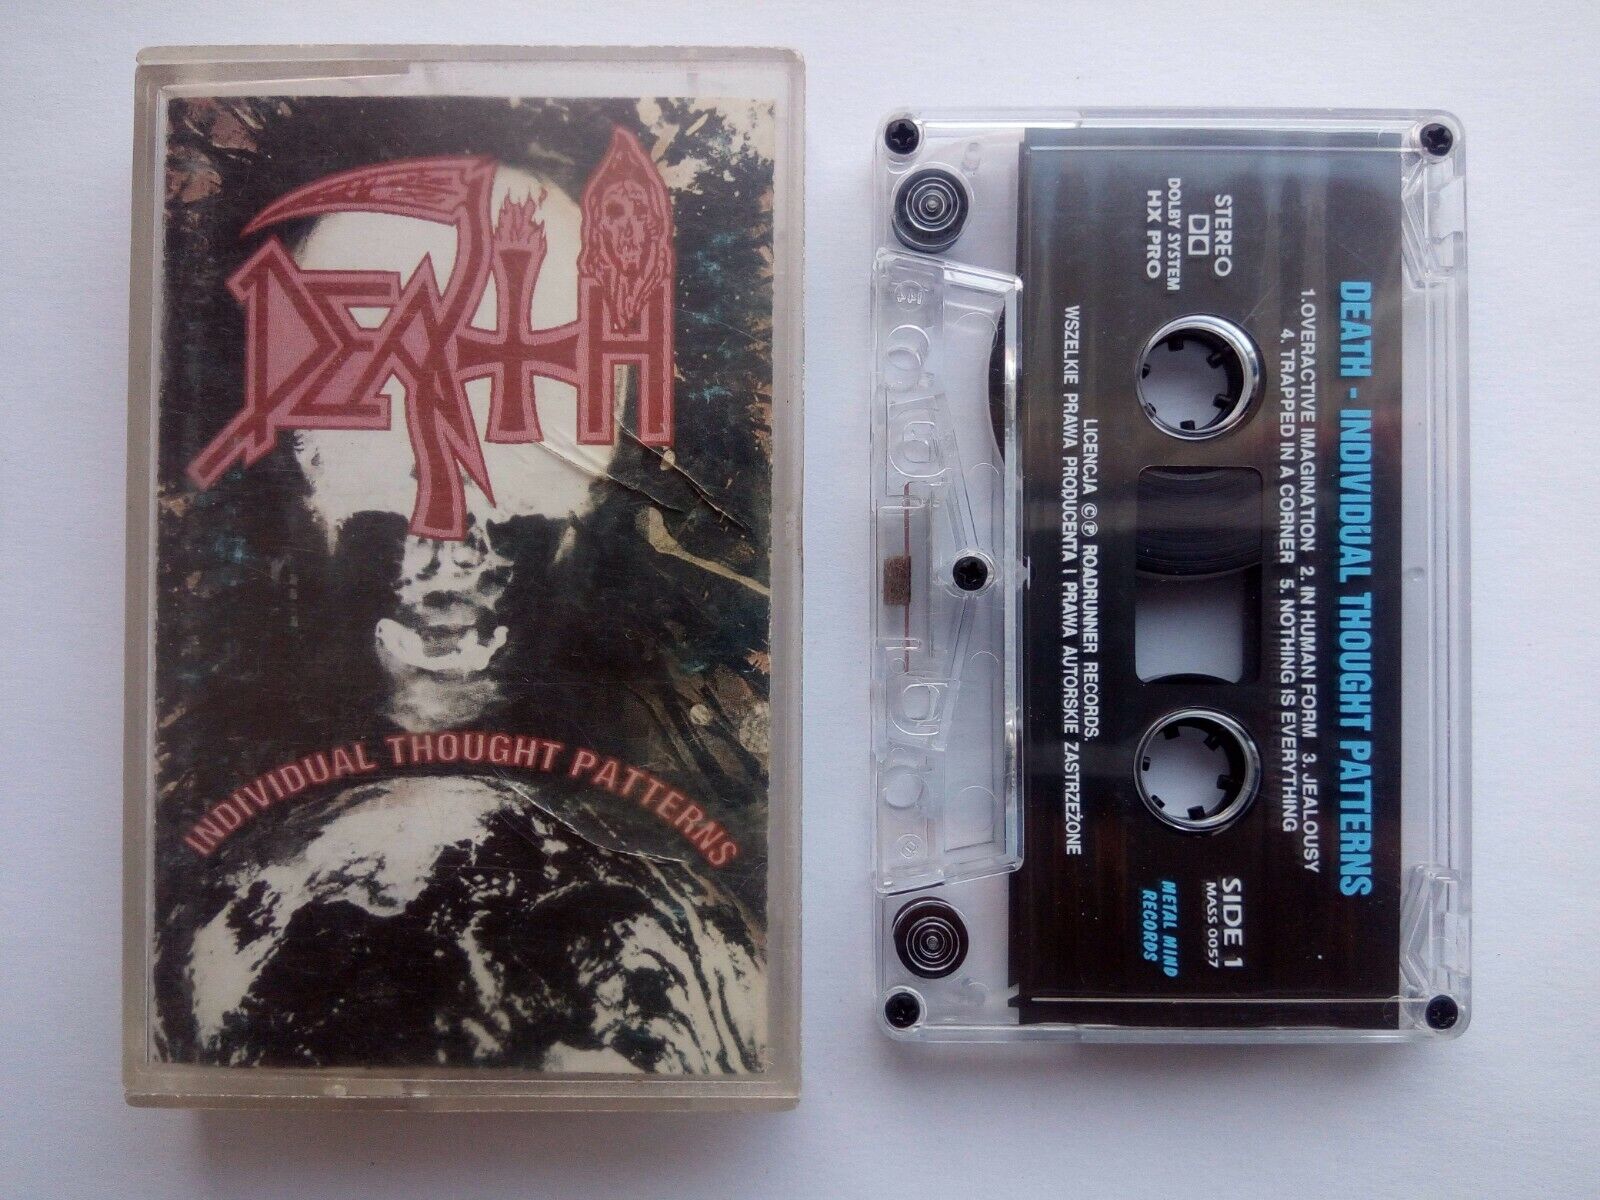 DEATH
INDIVIDUAL THOUGHT PATTERNS
DEATH - INDIVIDUAL THOUGHT PATTERNS
1.OVERACTIVE IMAGINATION 2. IN HUMAN FORM 3. JEALOUSY
4. TRAPPED IN A CORNER 5. NOTHING IS EVERYTHING
STEREO
DOLBY SYSTEM
HX PRO
SIDE 1
MASS 0057
METAL MIND
RECORDS
LICENCJA ©℗ ROADRUNNER RECORDS.
WSZELKIE PRAWA PRODUCENTA I PRAWA AUTORSKIE ZASTRZEŻONE